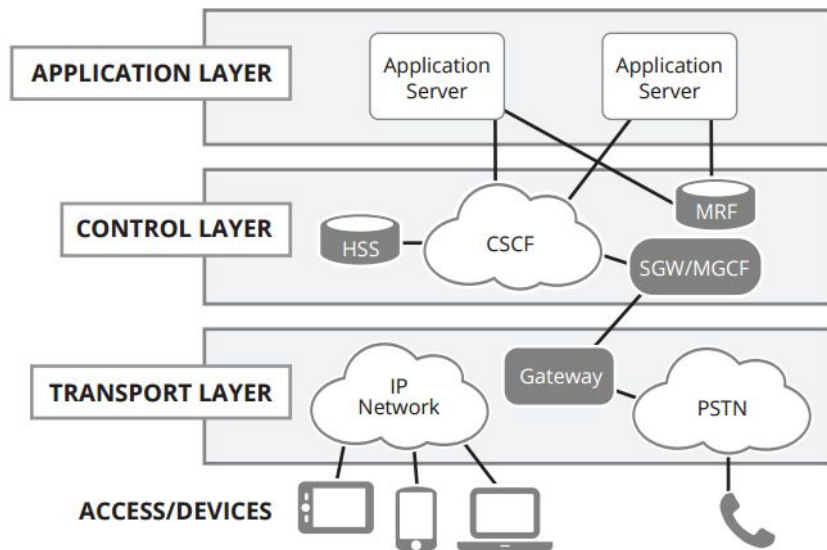 APPLICATION LAYER
Application
Server
Application
Server
CONTROL LAYER
HSS
CSCF
MRF
SGW/MGCF
TRANSPORT LAYER
IP
Network
Gateway
PSTN
ACCESS/DEVICES